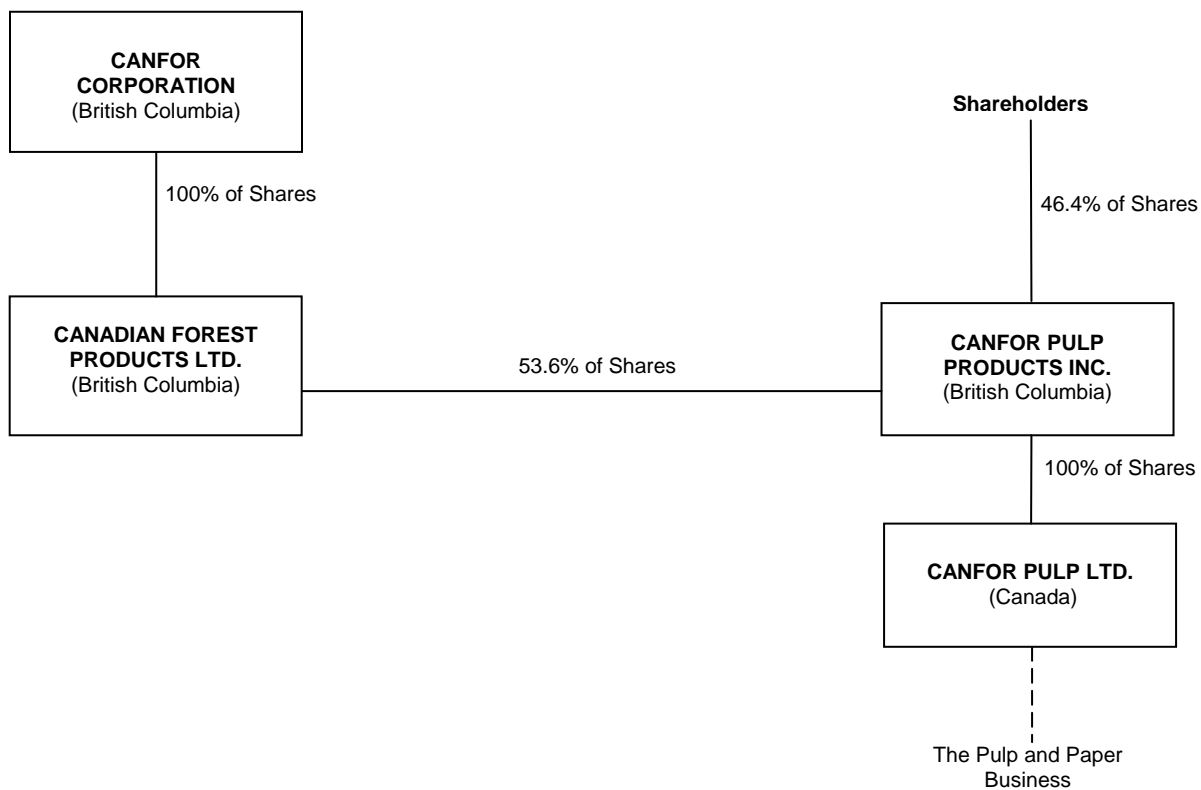 CANFOR
CORPORATION
(British Columbia)
Shareholders
100% of Shares
46.4% of Shares
CANADIAN FOREST
PRODUCTS LTD.
(British Columbia)
53.6% of Shares
CANFOR PULP
PRODUCTS INC.
(British Columbia)
100% of Shares
CANFOR PULP LTD.
(Canada)
The Pulp and Paper
Business